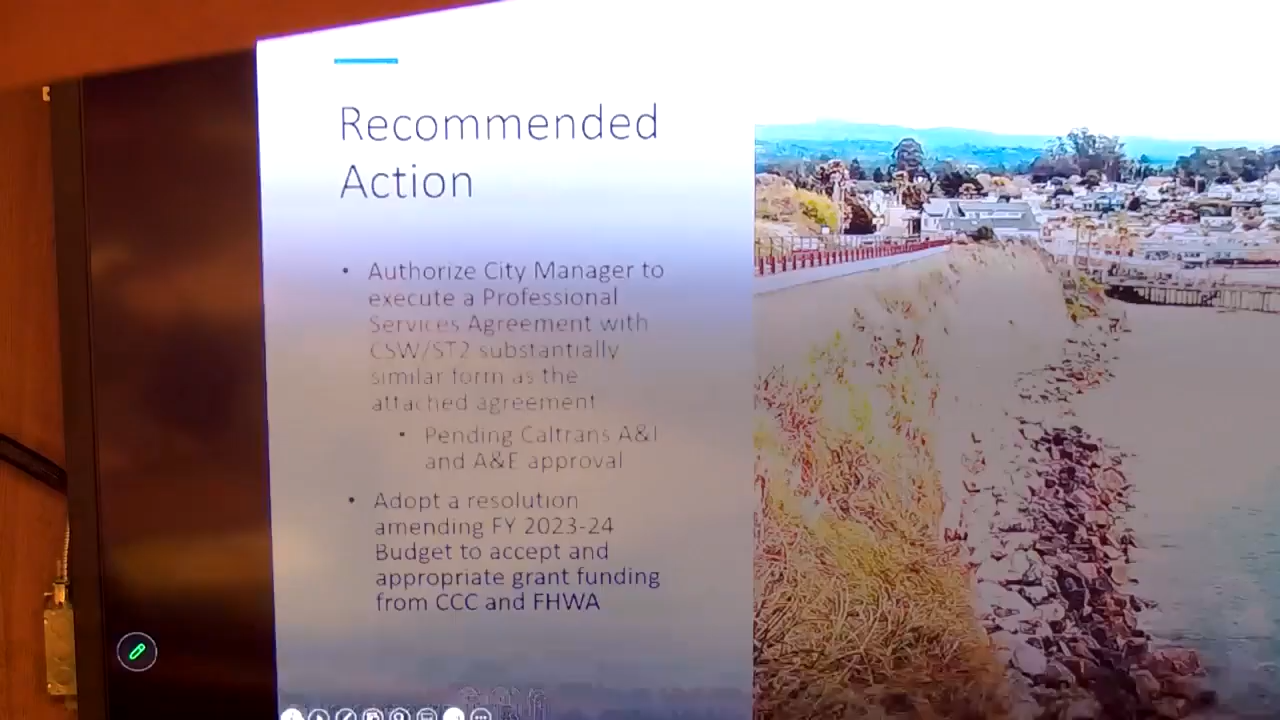 Recommended
Action
• Authorize City Manager to
execute a Professional
Services Agreement with
CSW/ST2 substantially
similar form as the
attached agreement
• Pending Caltrans A&I
and A&E approval
• Adopt a resolution
amending FY 2023-24
Budget to accept and
appropriate grant funding
from CCC and FHWA